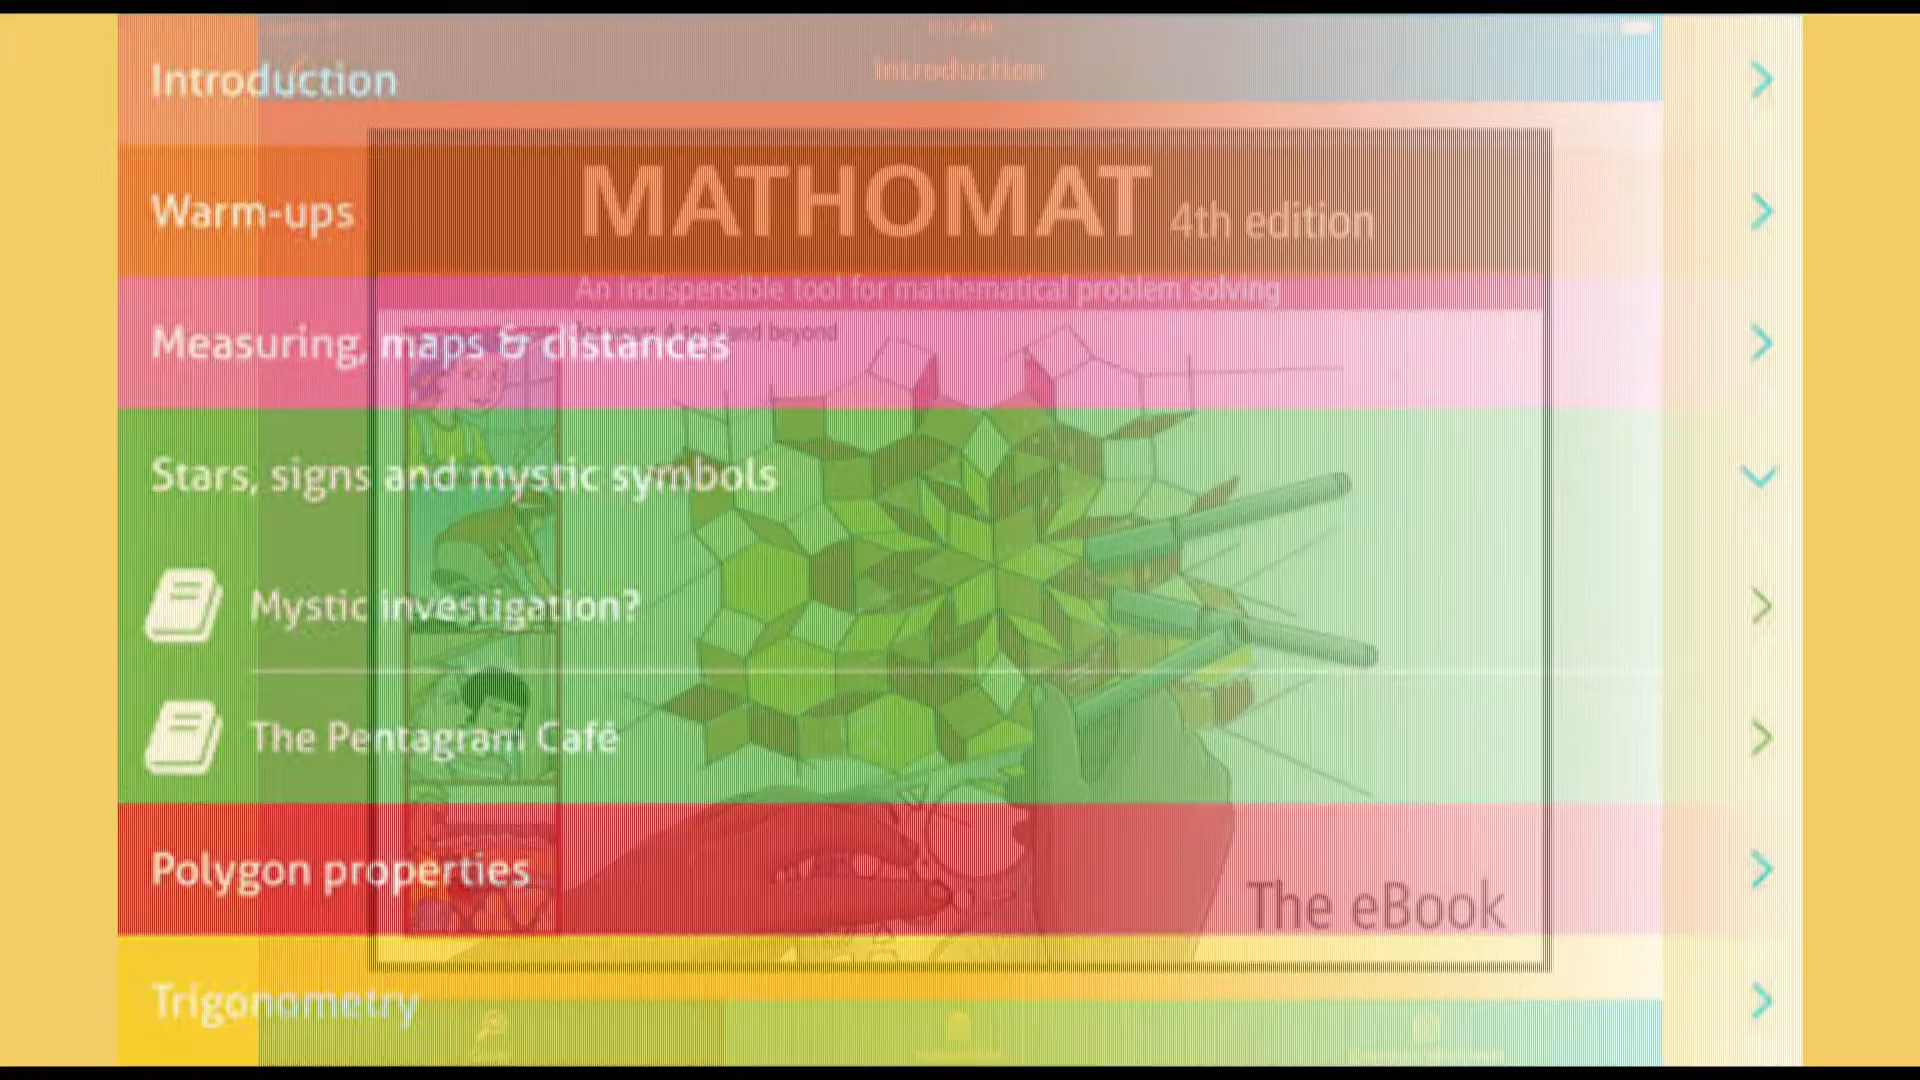 Introduction
Introduction
Warm-ups
MATHOMAT 4th edition
An indispensible tool for mathematical problem solving
and beyond
Measuring, maps & distances
Stars, signs and mystic symbols
Mystic investigation?
The Pentagram Café
Polygon properties
The eBook
Trigonometry